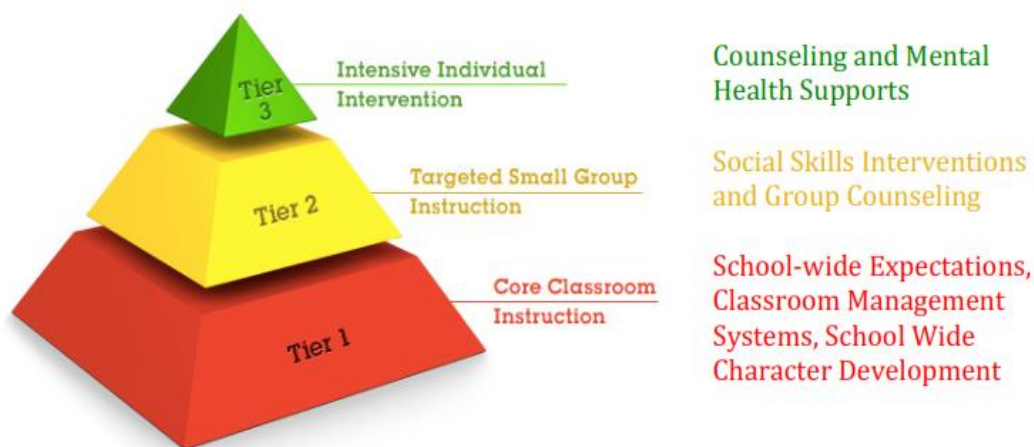 Tier
3
Intensive Individual
Intervention
Counseling and Mental
Health Supports
Tier 2
Targeted Small Group
Instruction
Social Skills Interventions
and Group Counseling
Tier 1
Core Classroom
Instruction
School-wide Expectations,
Classroom Management
Systems, School Wide
Character Development